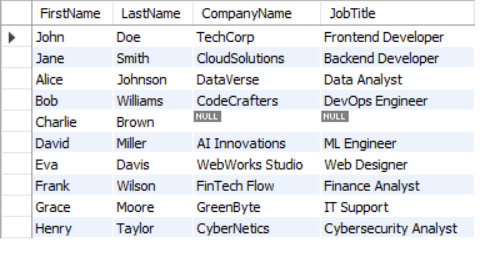 FirstName LastName CompanyName JobTitle
John Doe TechCorp Frontend Developer
Jane Smith CloudSolutions Backend Developer
Alice Johnson DataVerse Data Analyst
Bob Williams CodeCrafters DevOps Engineer
Charlie Brown NULL NULL
David Miller AI Innovations ML Engineer
Eva Davis WebWorks Studio Web Designer
Frank Wilson FinTech Flow Finance Analyst
Grace Moore GreenByte IT Support
Henry Taylor CyberNetics Cybersecurity Analyst